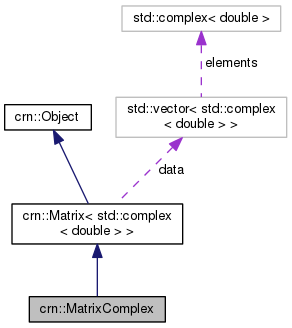 std::complex< double >
elements
crn::Object
std::vector< std::complex
< double > >
data
crn::Matrix< std::complex
< double > >
crn::MatrixComplex